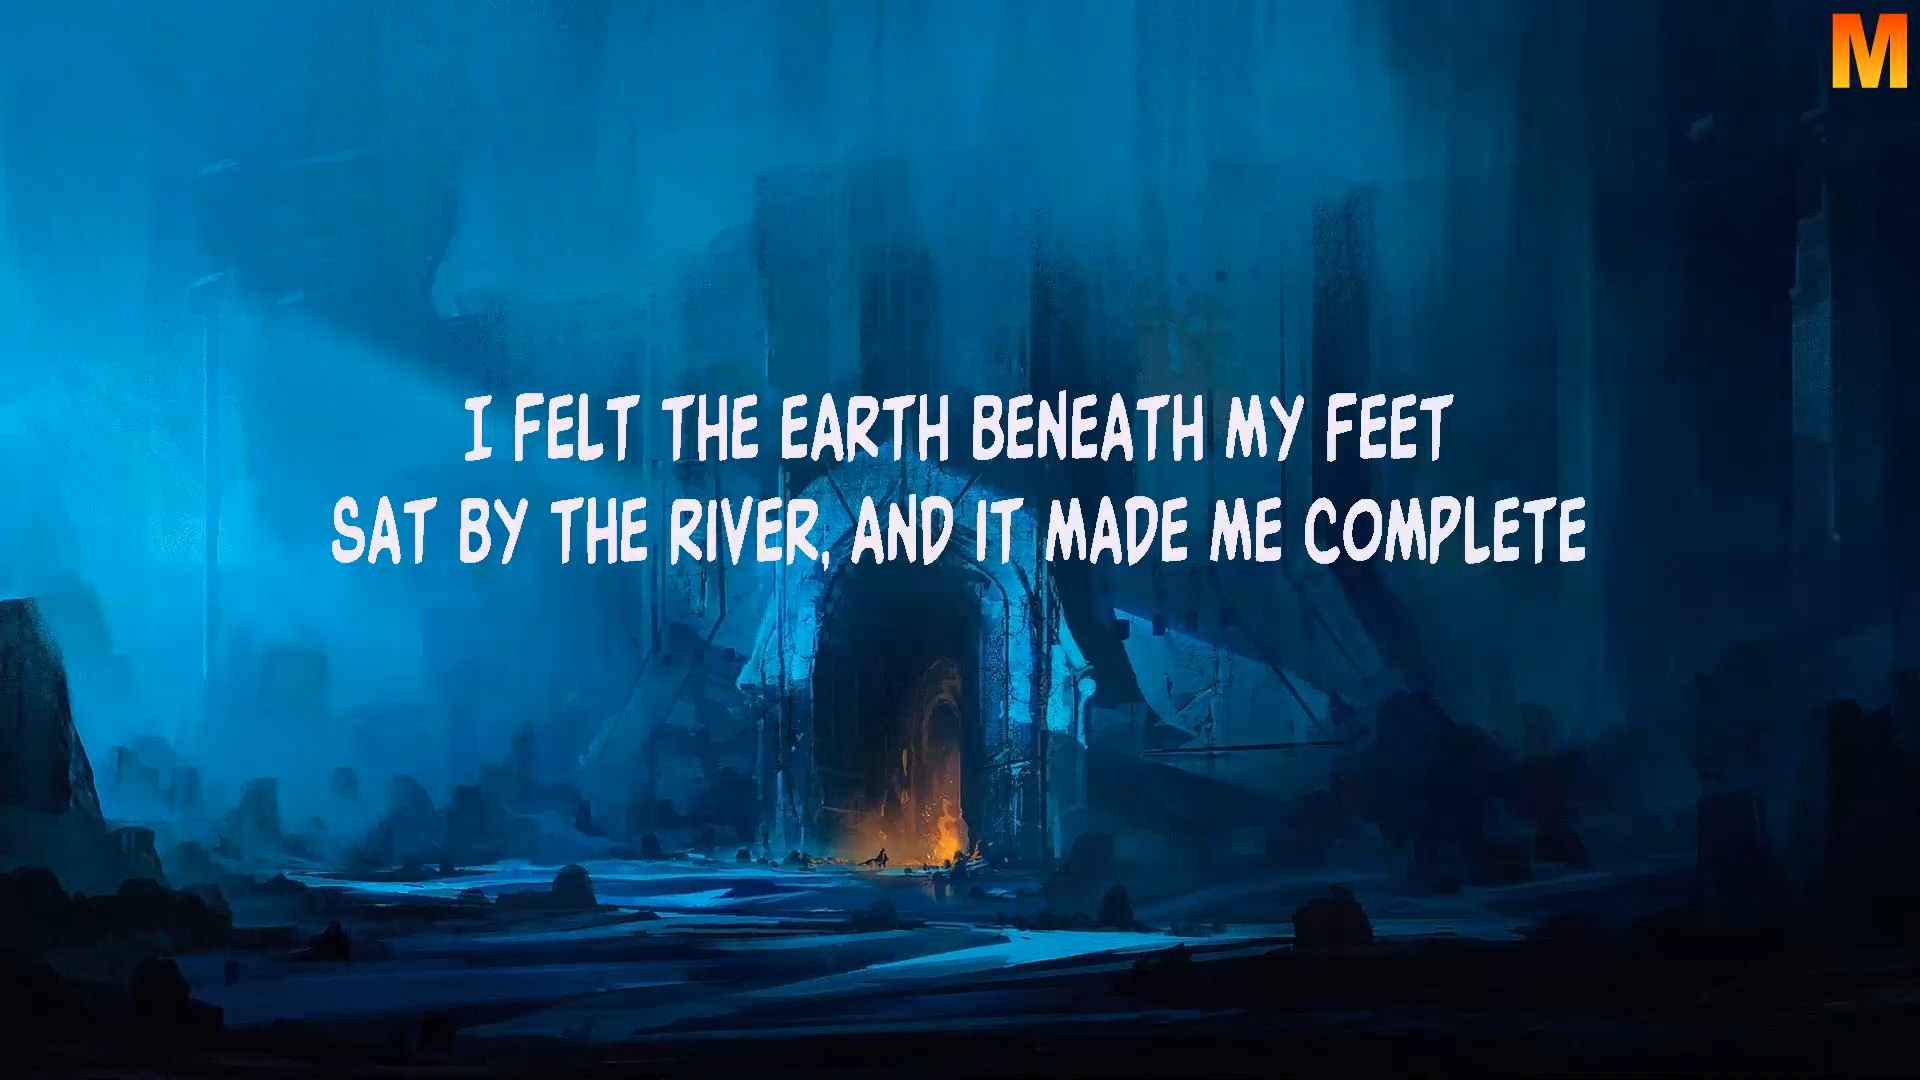 M
I FELT THE EARTH BENEATH MY FEET
SAT BY THE RIVER, AND IT MADE ME COMPLETE